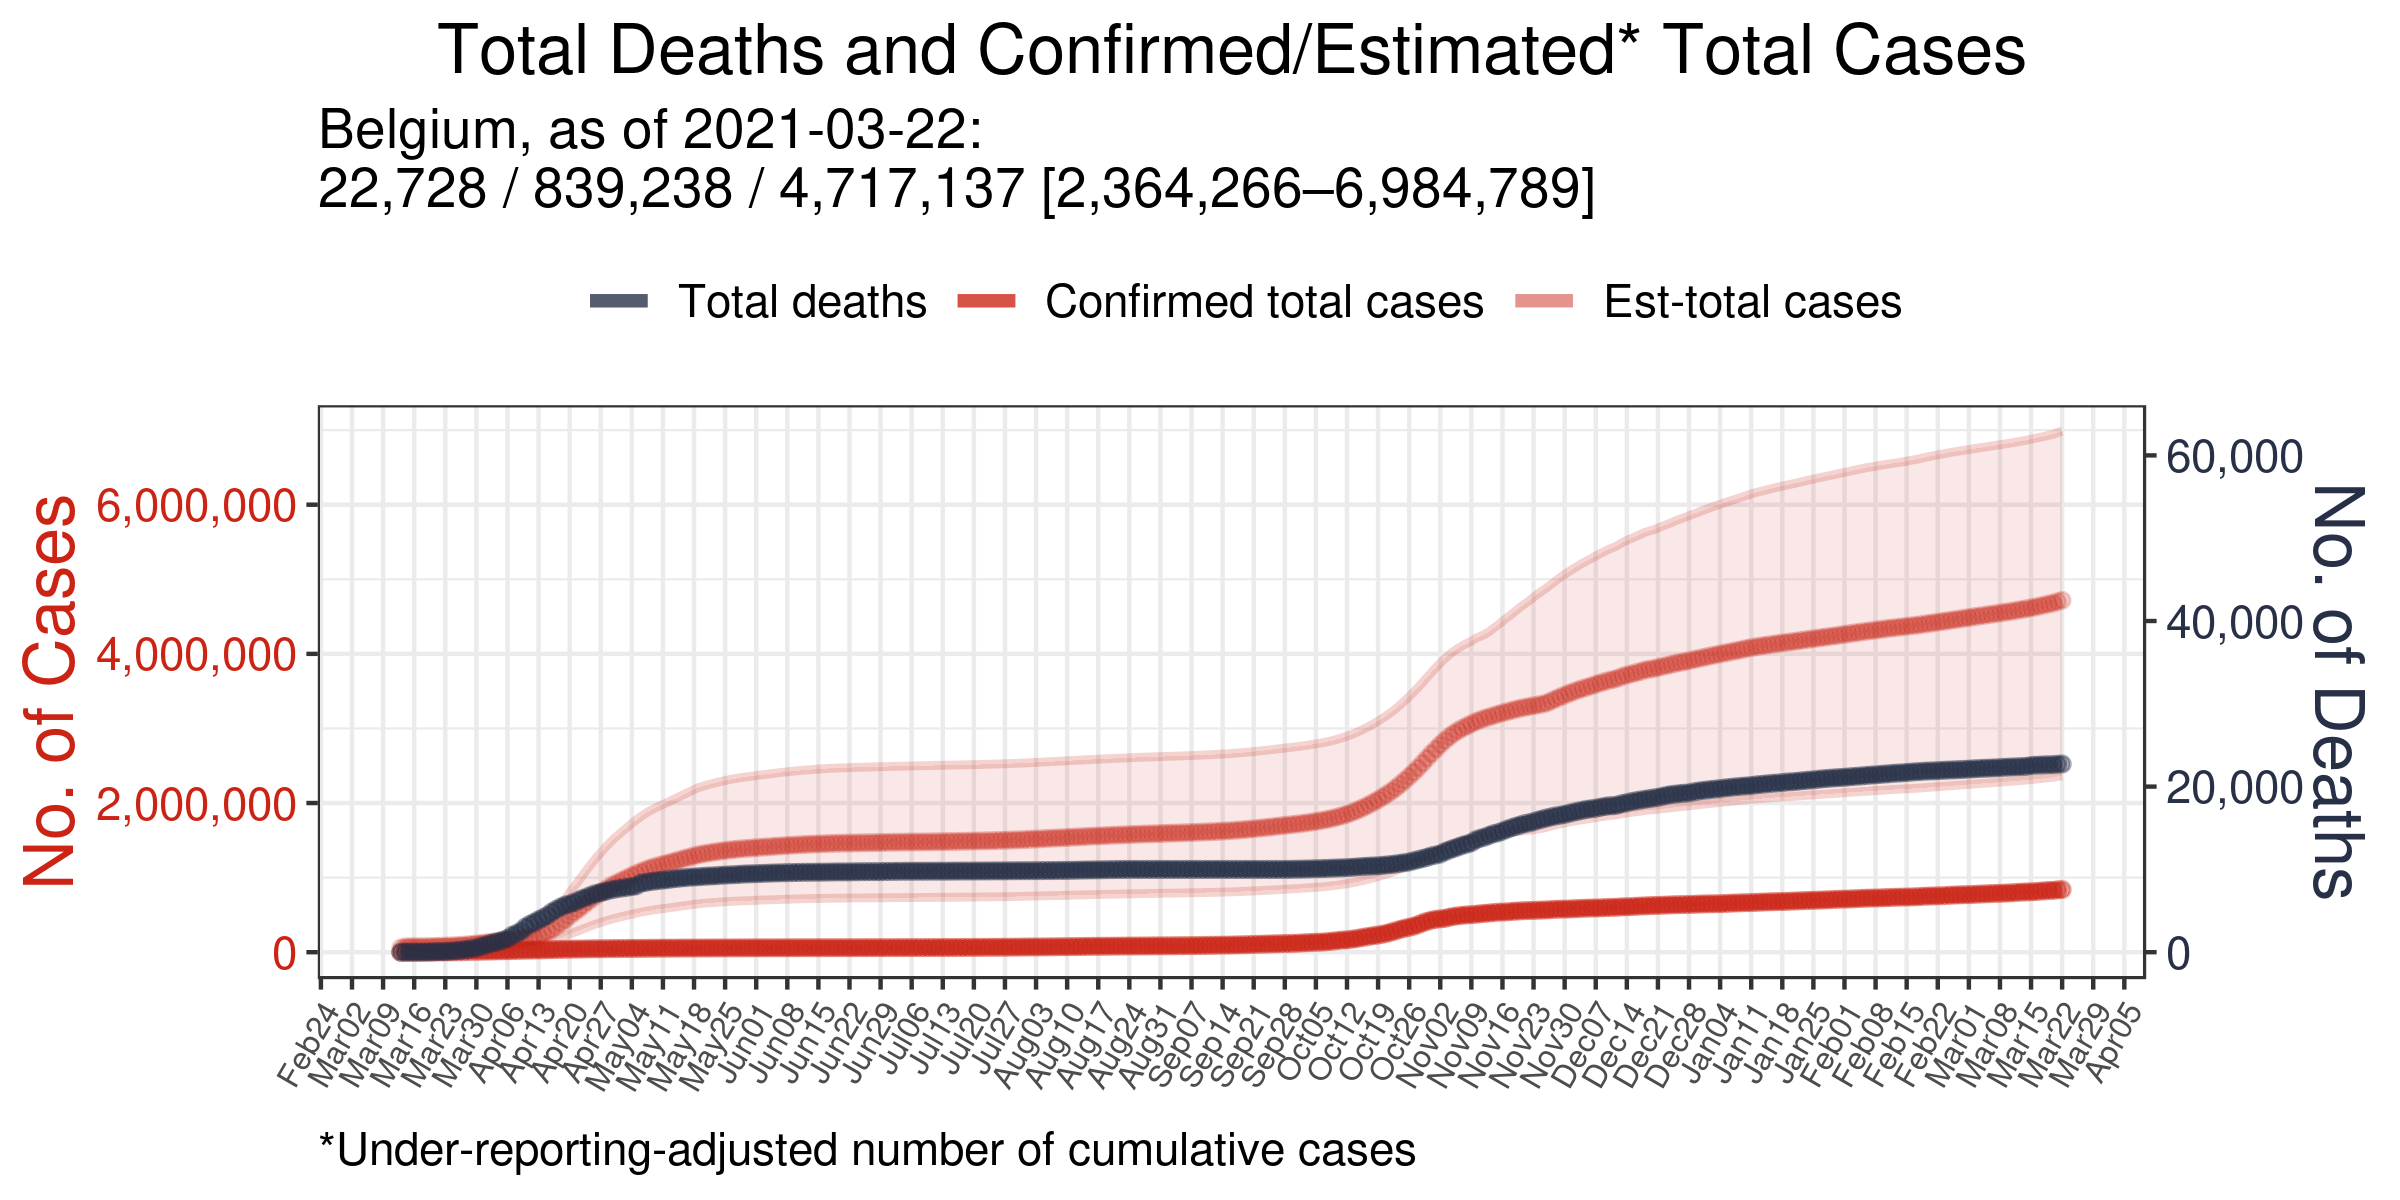 Total Deaths and Confirmed/Estimated* Total Cases
Belgium, as of 2021-03-22:
22,728 / 839,238 / 4,717,137 [2,364,266–6,984,789]
Total deaths
Confirmed total cases
Est-total cases
No. of Cases
6,000,000
4,000,000
2,000,000
0
60,000
40,000
20,000
0
No. of Deaths
Feb24
Mar02
Mar09
Mar16
Mar23
Mar30
Apr06
Apr13
Apr20
Apr27
May04
May11
May18
May25
Jun01
Jun08
Jun15
Jun22
Jun29
Jul06
Jul13
Jul20
Jul27
Aug03
Aug10
Aug17
Aug24
Aug31
Sep07
Sep14
Sep21
Sep28
Oct05
Oct12
Oct19
Oct26
Nov02
Nov09
Nov16
Nov23
Nov30
Dec07
Dec14
Dec21
Dec28
Jan04
Jan11
Jan18
Jan25
Feb01
Feb08
Feb15
Feb22
Mar01
Mar08
Mar15
Mar22
Mar29
Apr05
*Under-reporting-adjusted number of cumulative cases